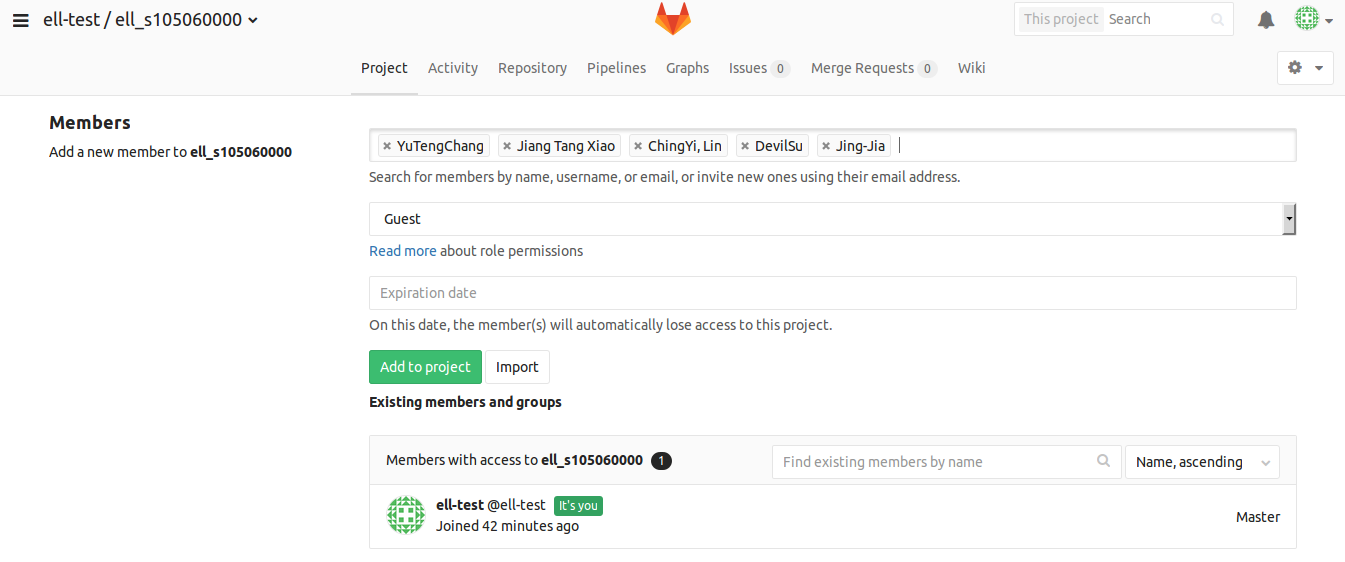 ell-test / ell_s105060000
This project Search
Project Activity Repository Pipelines Graphs Issues 0 Merge Requests 0 Wiki
Members
Add a new member to ell_s105060000
× YuTengChang × Jiang Tang Xiao × ChingYi, Lin × DevilSu × Jing-Jia
Search for members by name, username, or email, or invite new ones using their email address.
Guest
Read more about role permissions
Expiration date
On this date, the member(s) will automatically lose access to this project.
Add to project Import
Existing members and groups
Members with access to ell_s105060000 1 Find existing members by name Name, ascending
ell-test @ell-test It's you
Joined 42 minutes ago
Master